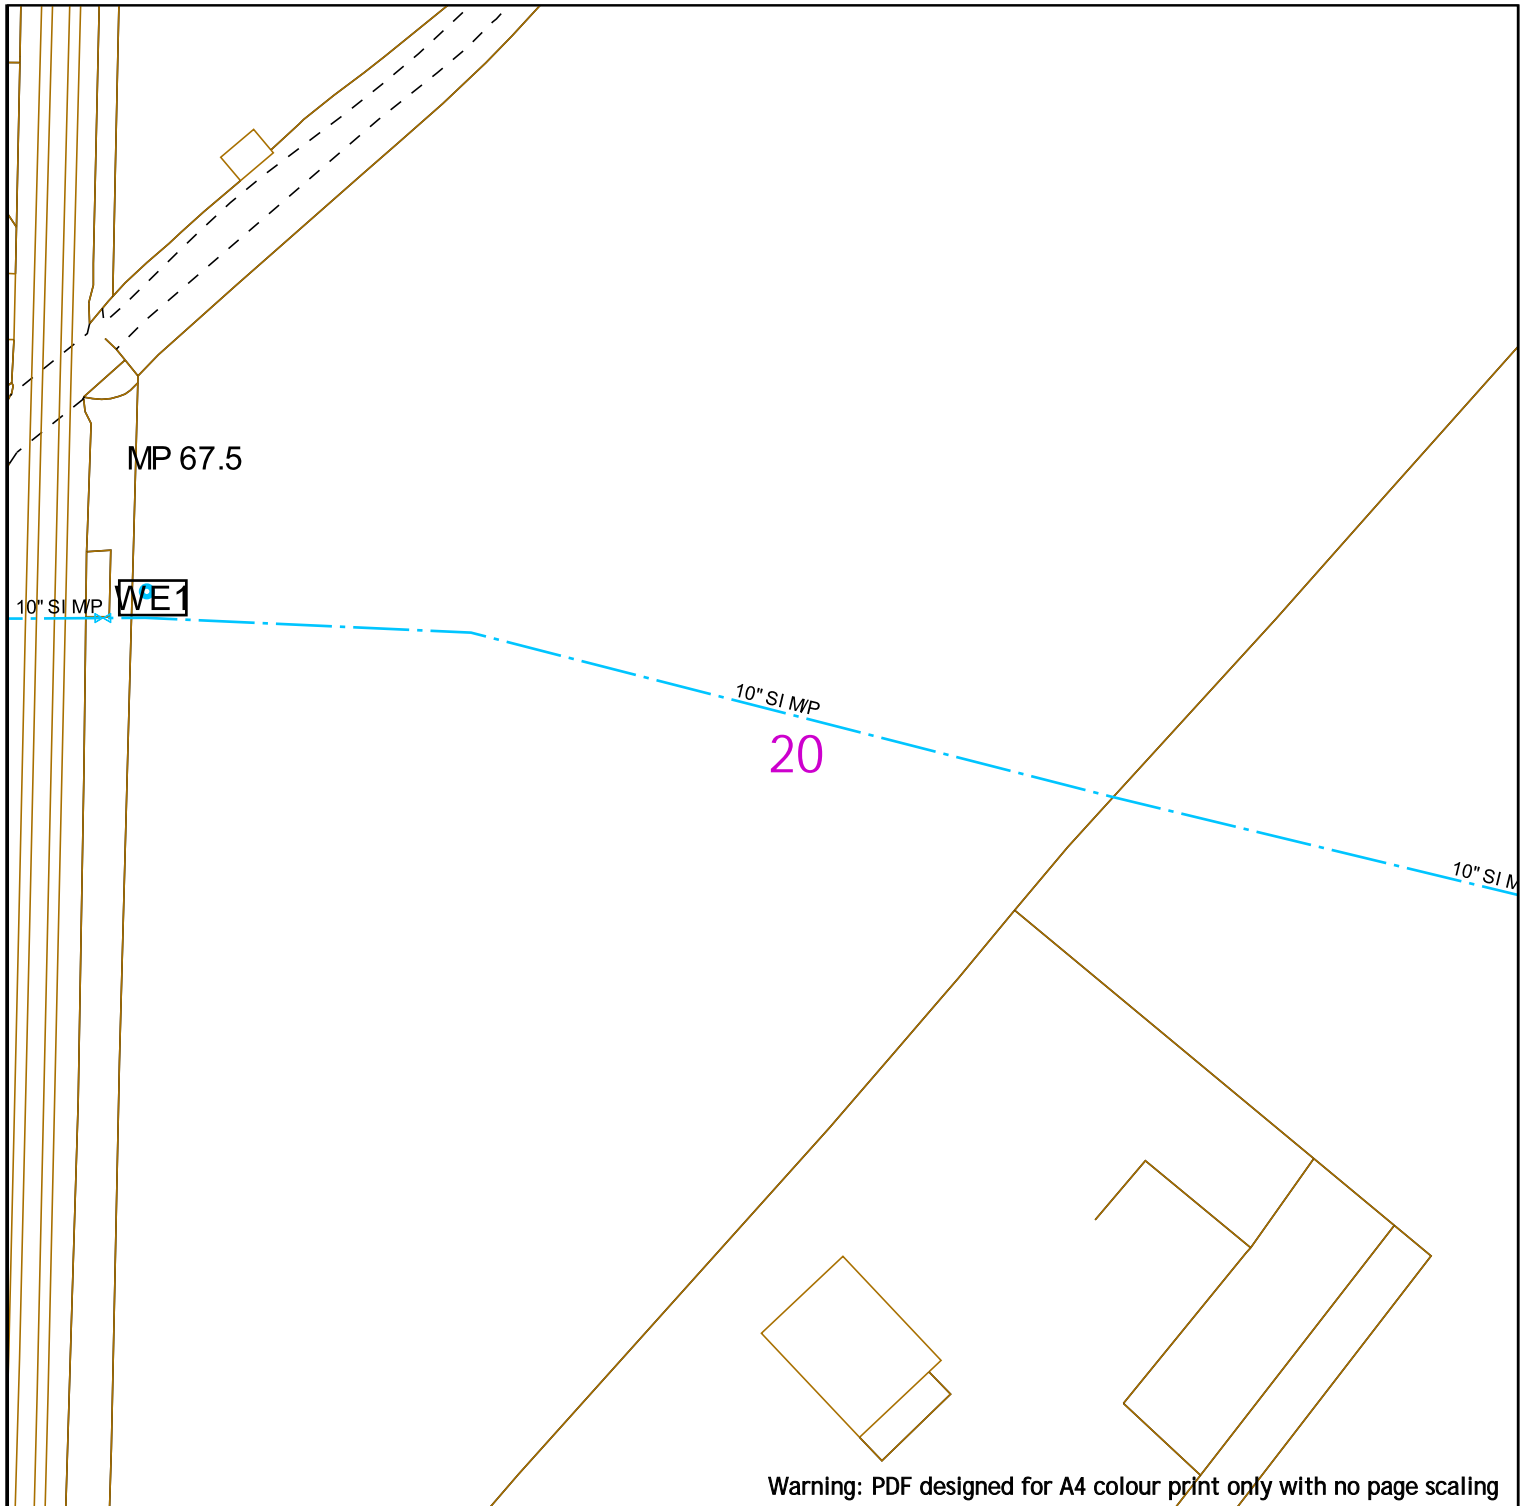 MP 67.5
10" SI M/P
WE1
10" SI M/P
20
10" SI M
Warning: PDF designed for A4 colour print only with no page scaling